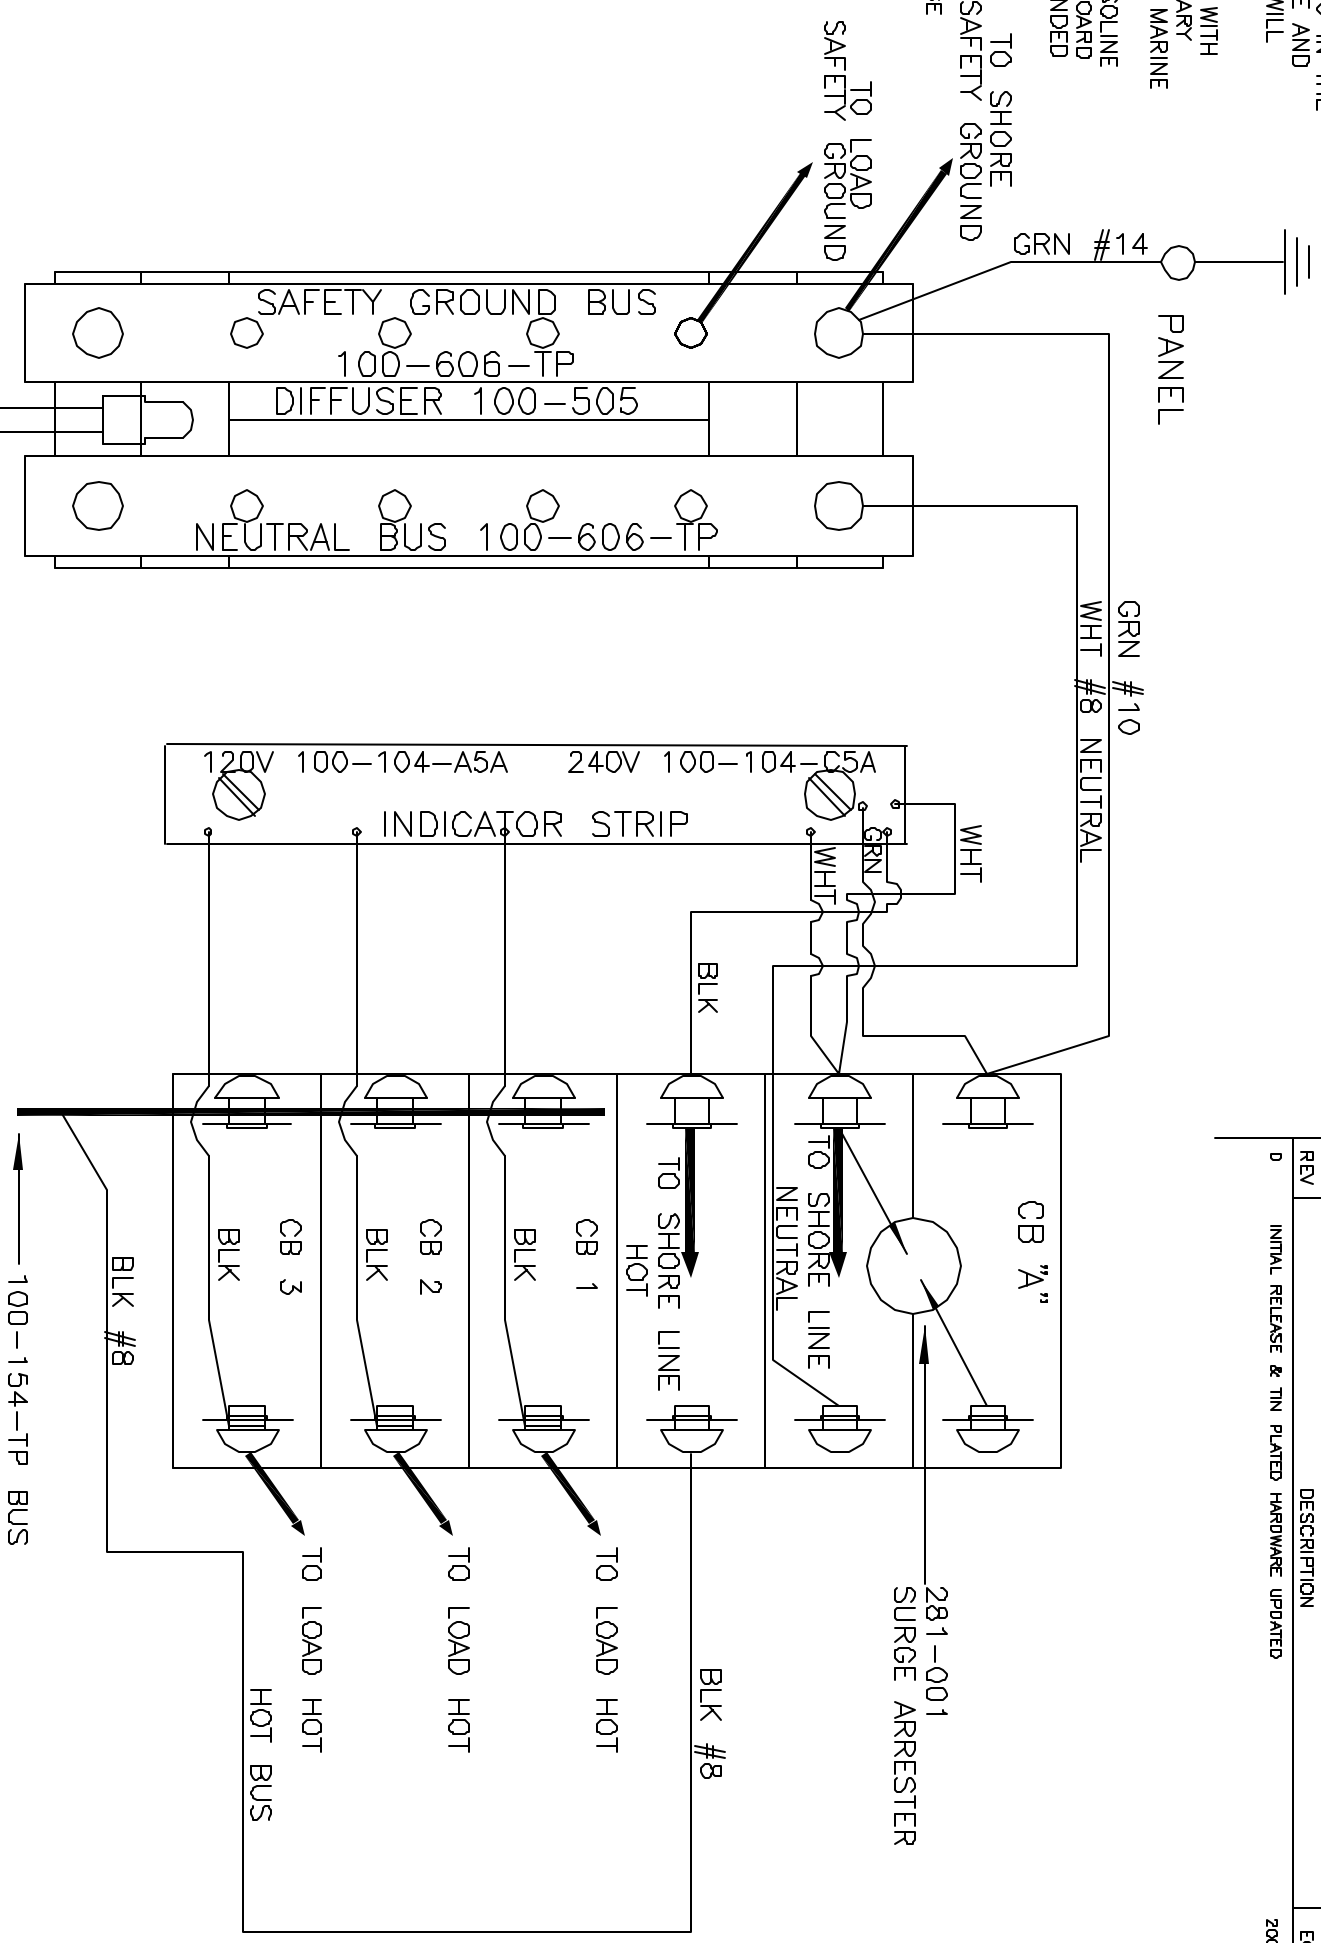 WITH
MARINE
AND
WILL
TO SHORE
SAFETY GROUND
TO LOAD
SAFETY GROUND
GRN #14
PANEL
SAFETY GROUND BUS
100-606-TP
DIFFUSER 100-505
NEUTRAL BUS 100-606-TP
GRN #10
WHT #8 NEUTRAL
120V 100-104-A5A 240V 100-104-C5A
INDICATOR STRIP
WHT
GRN
WHT
BLK
CB "A"
TO SHORE LINE
NEUTRAL
TO SHORE LINE
HOT
CB 1
BLK
CB 2
BLK
CB 3
BLK
BLK #8
100-154-TP BUS
281-001
SURGE ARRESTER
TO LOAD HOT
TO LOAD HOT
TO LOAD HOT
BLK #8
HOT BUS
REV DESCRIPTION
D INITIAL RELEASE & TIN PLATED HARDWARE UPDATED